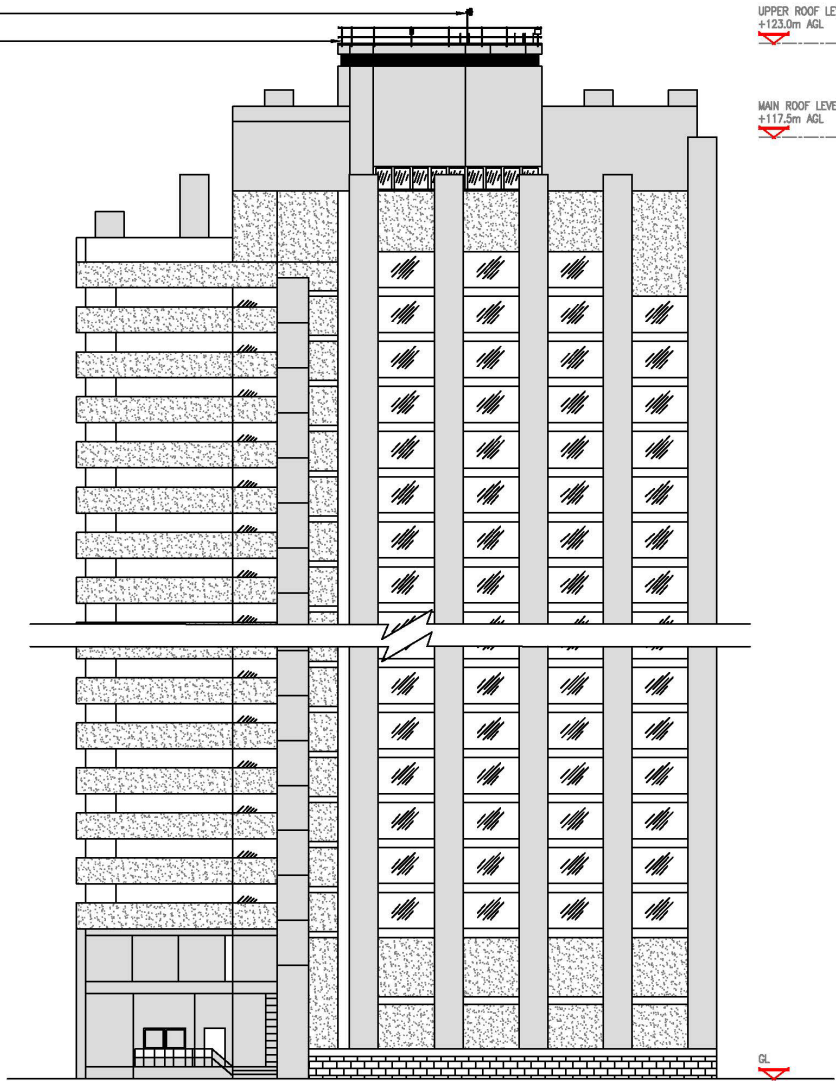 UPPER ROOF LE
+123.0m AGL
MAIN ROOF LEVE
+117.5m AGL
GL